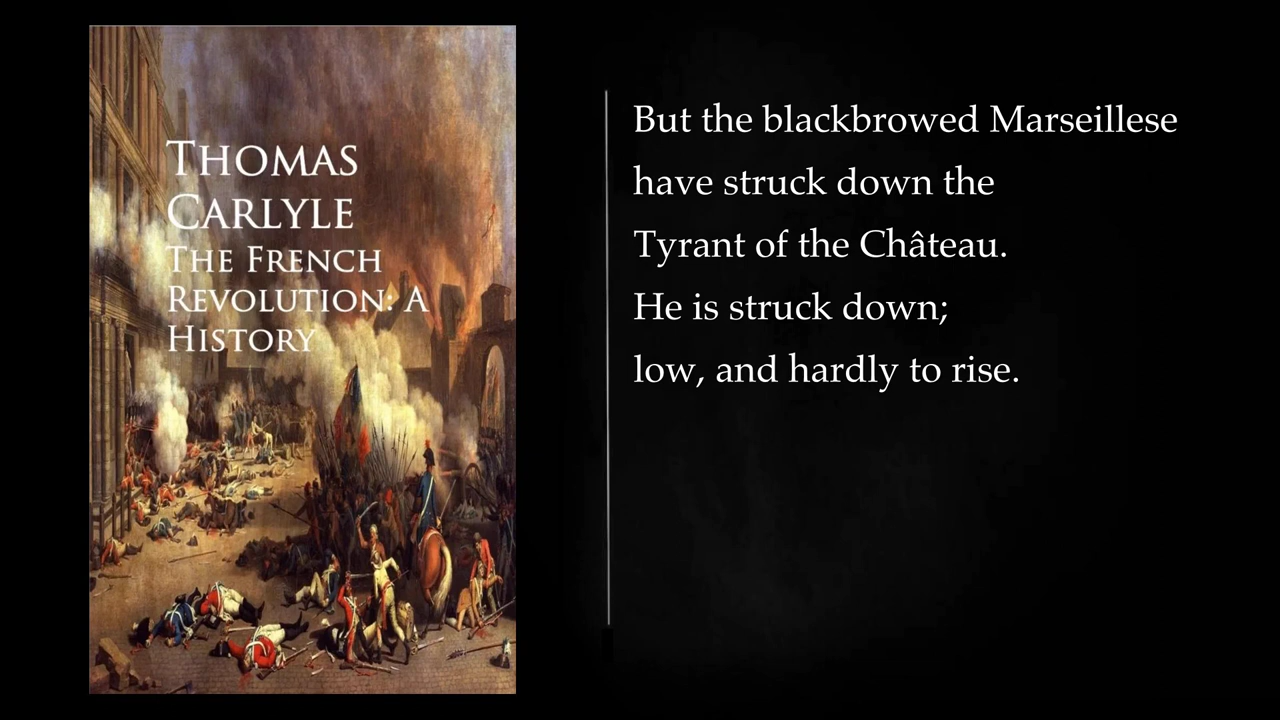 THOMAS
CARLYLE
THE FRENCH
REVOLUTION: A
HISTORY
But the blackbrowed Marseillese
have struck down the
Tyrant of the Château.
He is struck down;
low, and hardly to rise.